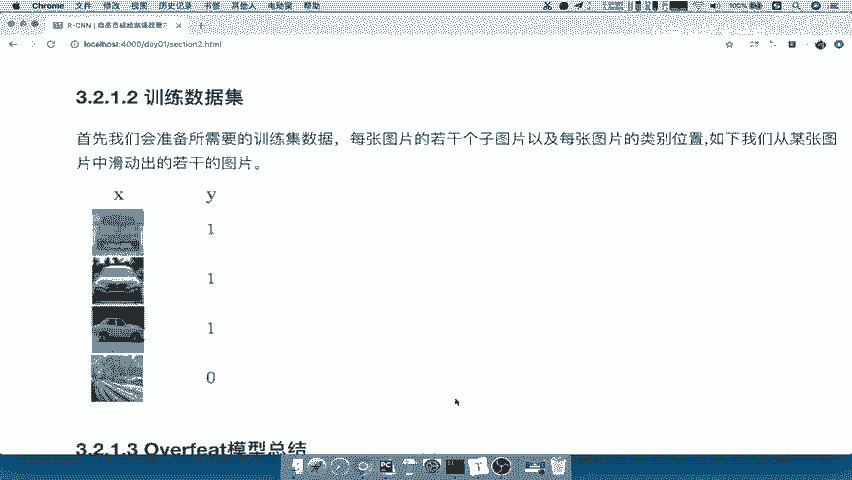 Chrome 文件 修改 视图 历史记录 书签 其他人 窗口 帮助 100%
R-CNN |
localhost:4000/day01/section2.html
3.2.1.2 训练数据集
首先我们会准备所需要的训练集数据，每张图片的若干个子图片以及每张图片的类别位置,如下我们从某张图
片中滑动出的若干的图片。
x y
1
1
1
0
3.2.1.3 Overfeat模型总结